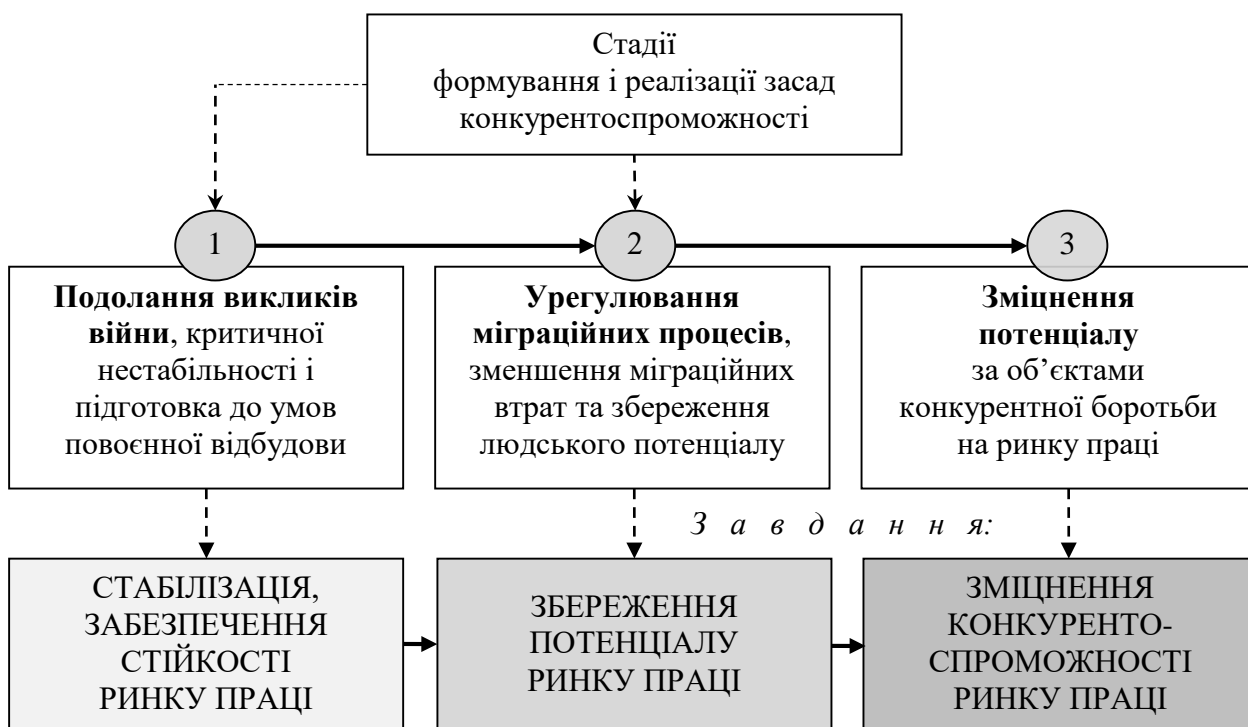 Стадії
формування і реалізації засад
конкурентоспроможності
1
2
3
Подолання викликів
війни, критичної
нестабільності і
підготовка до умов
повоєнної відбудови
Урегулювання
міграційних процесів,
зменшення міграційних
втрат та збереження
людського потенціалу
Зміцнення
потенціалу
за об’єктами
конкурентної боротьби
на ринку праці
З а в д а н н я:
СТАБІЛІЗАЦІЯ,
ЗАБЕЗПЕЧЕННЯ
СТІЙКОСТІ
РИНКУ ПРАЦІ
ЗБЕРЕЖЕННЯ
ПОТЕНЦІАЛУ
РИНКУ ПРАЦІ
ЗМІЦНЕННЯ
КОНКУРЕНТО-
СПРОМОЖНОСТІ
РИНКУ ПРАЦІ